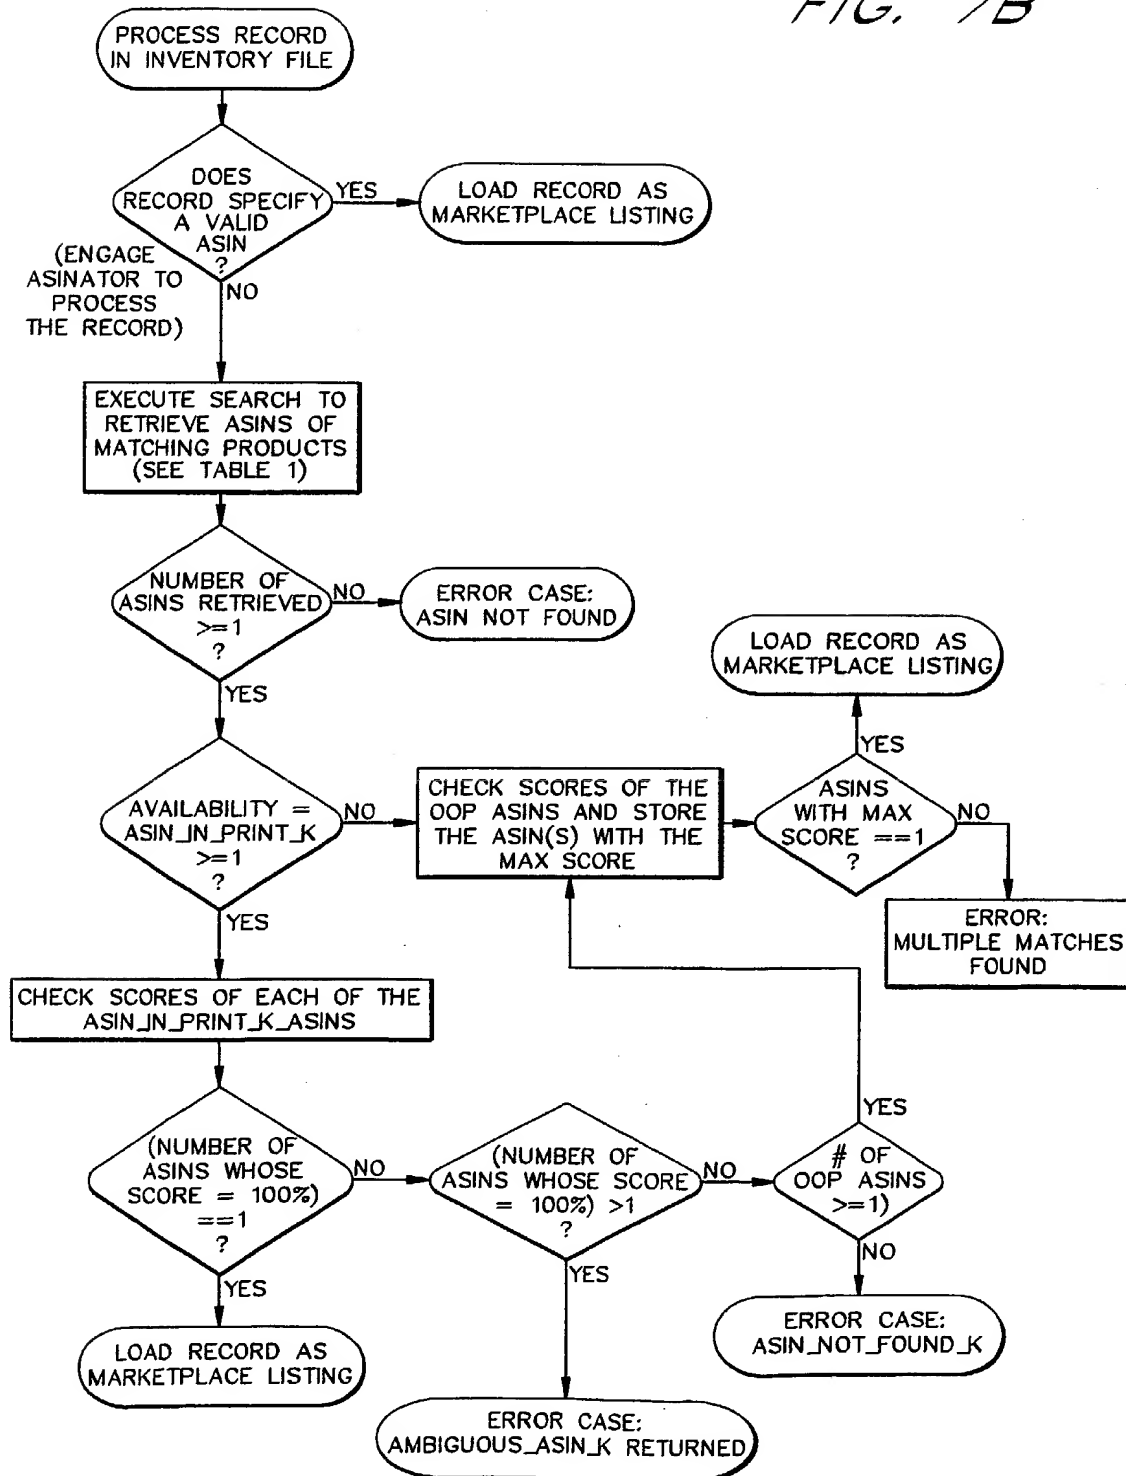 FIG. 7B
PROCESS RECORD
IN INVENTORY FILE
DOES
RECORD SPECIFY
A VALID
ASIN
?
YES
LOAD RECORD AS
MARKETPLACE LISTING
(ENGAGE
ASINATOR TO
PROCESS
THE RECORD)
NO
EXECUTE SEARCH TO
RETRIEVE ASINS OF
MATCHING PRODUCTS
(SEE TABLE 1)
NUMBER OF
ASINS RETRIEVED
>=1
?
NO
ERROR CASE:
ASIN NOT FOUND
YES
AVAILABILITY =
ASIN_IN_PRINT_K
>=1
?
NO
CHECK SCORES OF THE
OOP ASINS AND STORE
THE ASIN(S) WITH THE
MAX SCORE
ASINS
WITH MAX
SCORE ==1
?
YES
LOAD RECORD AS
MARKETPLACE LISTING
NO
ERROR:
MULTIPLE MATCHES
FOUND
YES
CHECK SCORES OF EACH OF THE
ASIN_IN_PRINT_K_ASINS
(NUMBER OF
ASINS WHOSE
SCORE = 100%)
==1
?
NO
(NUMBER OF
ASINS WHOSE SCORE
= 100%) >1
?
NO
# OF
OOP ASINS
>=1)
YES
NO
ERROR CASE:
ASIN_NOT_FOUND_K
YES
LOAD RECORD AS
MARKETPLACE LISTING
YES
ERROR CASE:
AMBIGUOUS_ASIN_K RETURNED